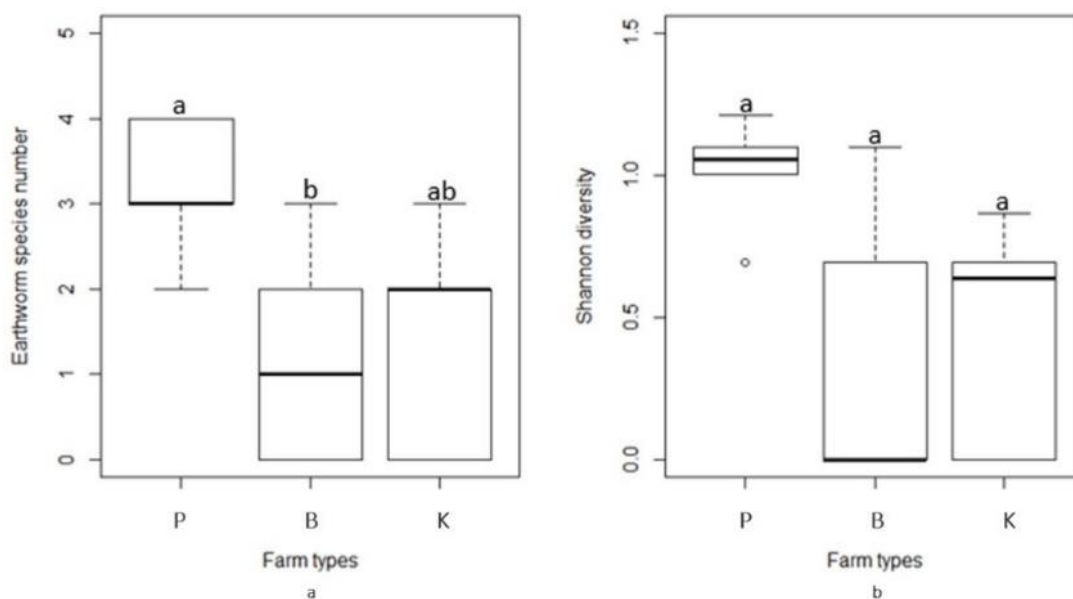 Earthworm species number
5
4
3
2
1
0
a
b
ab
P B K
Farm types
a
Shannon diversity
1.5
1.0
0.5
0.0
a
a
a
P B K
Farm types
b